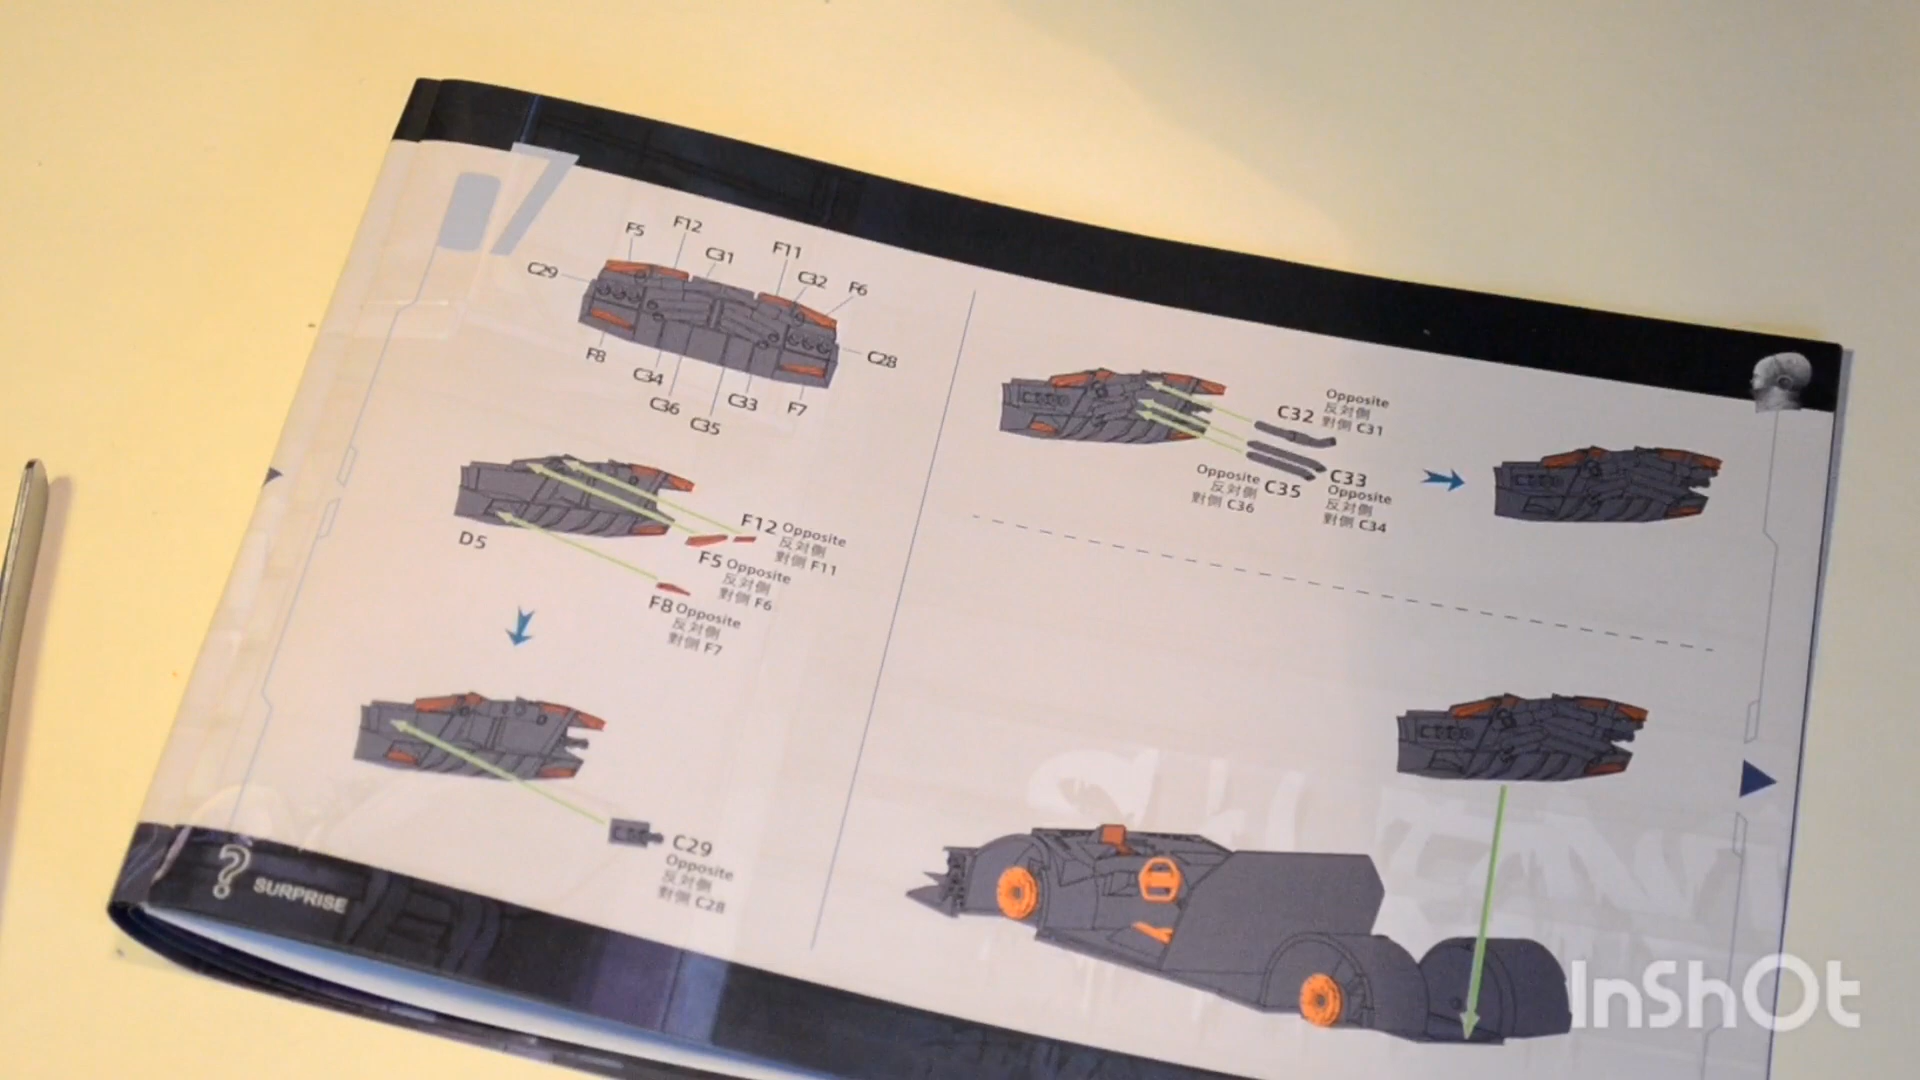 07
F5
F12
C31
F11
C32
F6
C29
C28
F8
C34
C36
C35
C33
F7
D5
F12 Opposite
反対側
對側 F11
F5 Opposite
反対側
對側 F6
F8 Opposite
反対側
對側 F7
C29
Opposite
反対側
對側 C28
C32 Opposite
反対側
對側 C31
C33
Opposite
反対側
對側 C34
Opposite
反対側
對側 C36
C35
? SURPRISE
InShOt